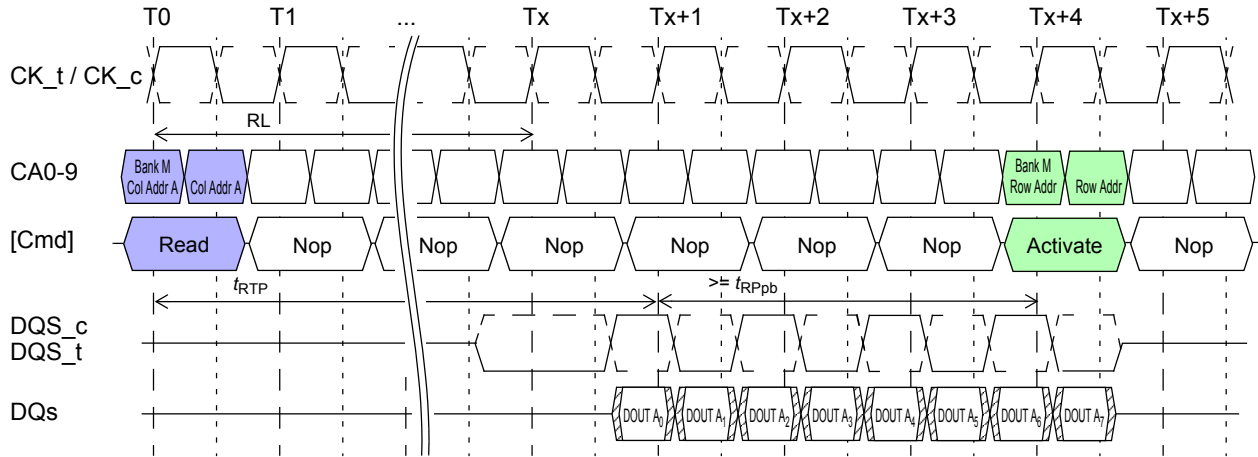 T0 T1 ... Tx Tx+1 Tx+2 Tx+3 Tx+4 Tx+5
CK_t / CK_c
RL
CA0-9
Bank M
Col Addr A
Col Addr A
Bank M
Row Addr
Row Addr
[Cmd] Read Nop Nop Nop Nop Nop Nop Activate Nop
tRTP >= tRPpb
DQS_c
DQS_t
DQs DOUT A0 DOUT A1 DOUT A2 DOUT A3 DOUT A4 DOUT A5 DOUT A6 DOUT A7